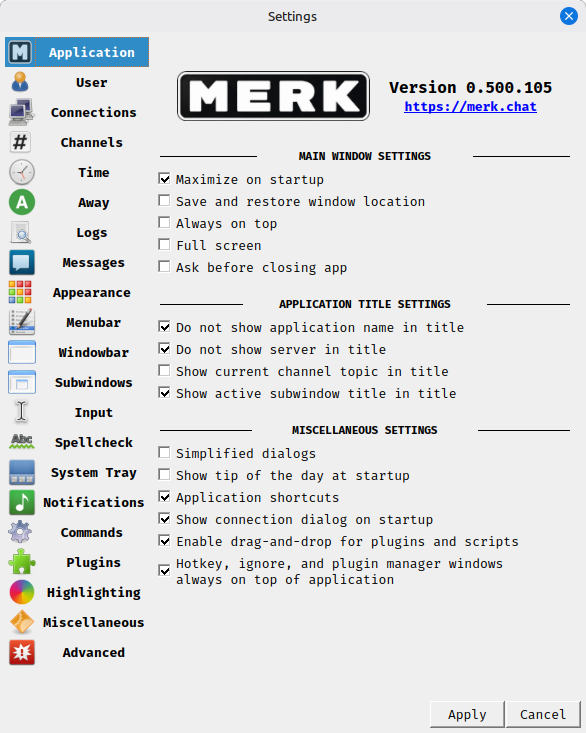 Settings
Application
User
Connections
# Channels
Time
A Away
Logs
Messages
Appearance
Menubar
Windowbar
Subwindows
Input
Abc Spellcheck
System Tray
Notifications
Commands
Plugins
Highlighting
Miscellaneous
Advanced
MERK
Version 0.500.105
https://merk.chat
MAIN WINDOW SETTINGS
Maximize on startup
Save and restore window location
Always on top
Full screen
Ask before closing app
APPLICATION TITLE SETTINGS
Do not show application name in title
Do not show server in title
Show current channel topic in title
Show active subwindow title in title
MISCELLANEOUS SETTINGS
Simplified dialogs
Show tip of the day at startup
Application shortcuts
Show connection dialog on startup
Enable drag-and-drop for plugins and scripts
Hotkey, ignore, and plugin manager windows
always on top of application
Apply
Cancel